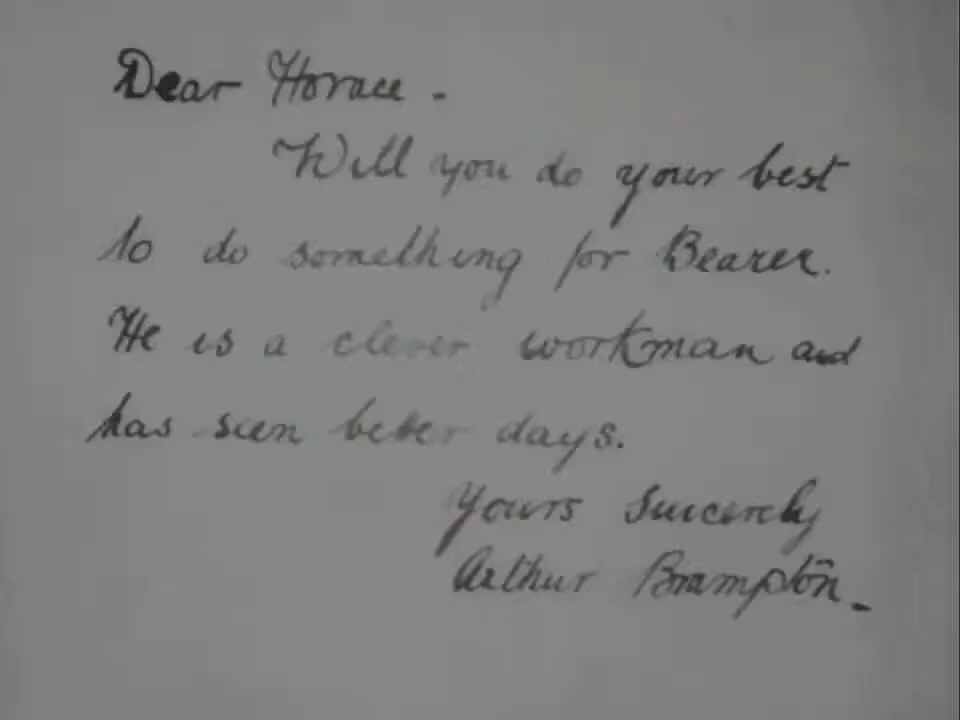 Dear Horace -
Will you do your best
to do something for Bearer.
He is a clever workman and
has seen better days.
Yours Sincerely
Arthur Brampton -